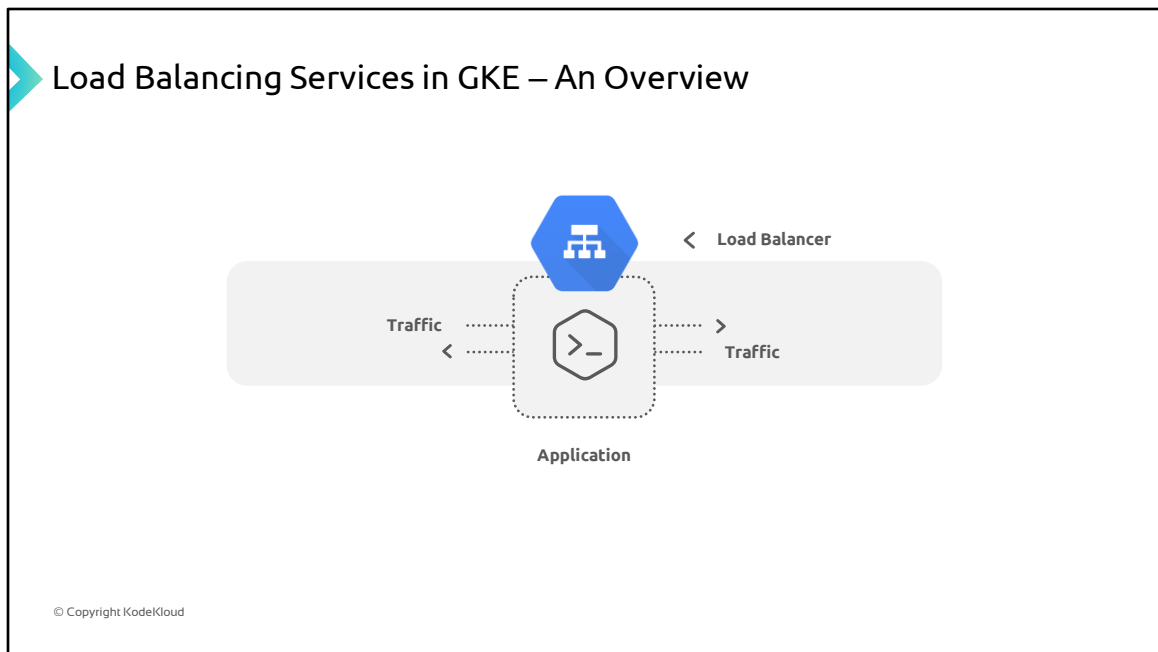 Load Balancing Services in GKE – An Overview
Load Balancer
Traffic
Traffic
Application
© Copyright KodeKloud